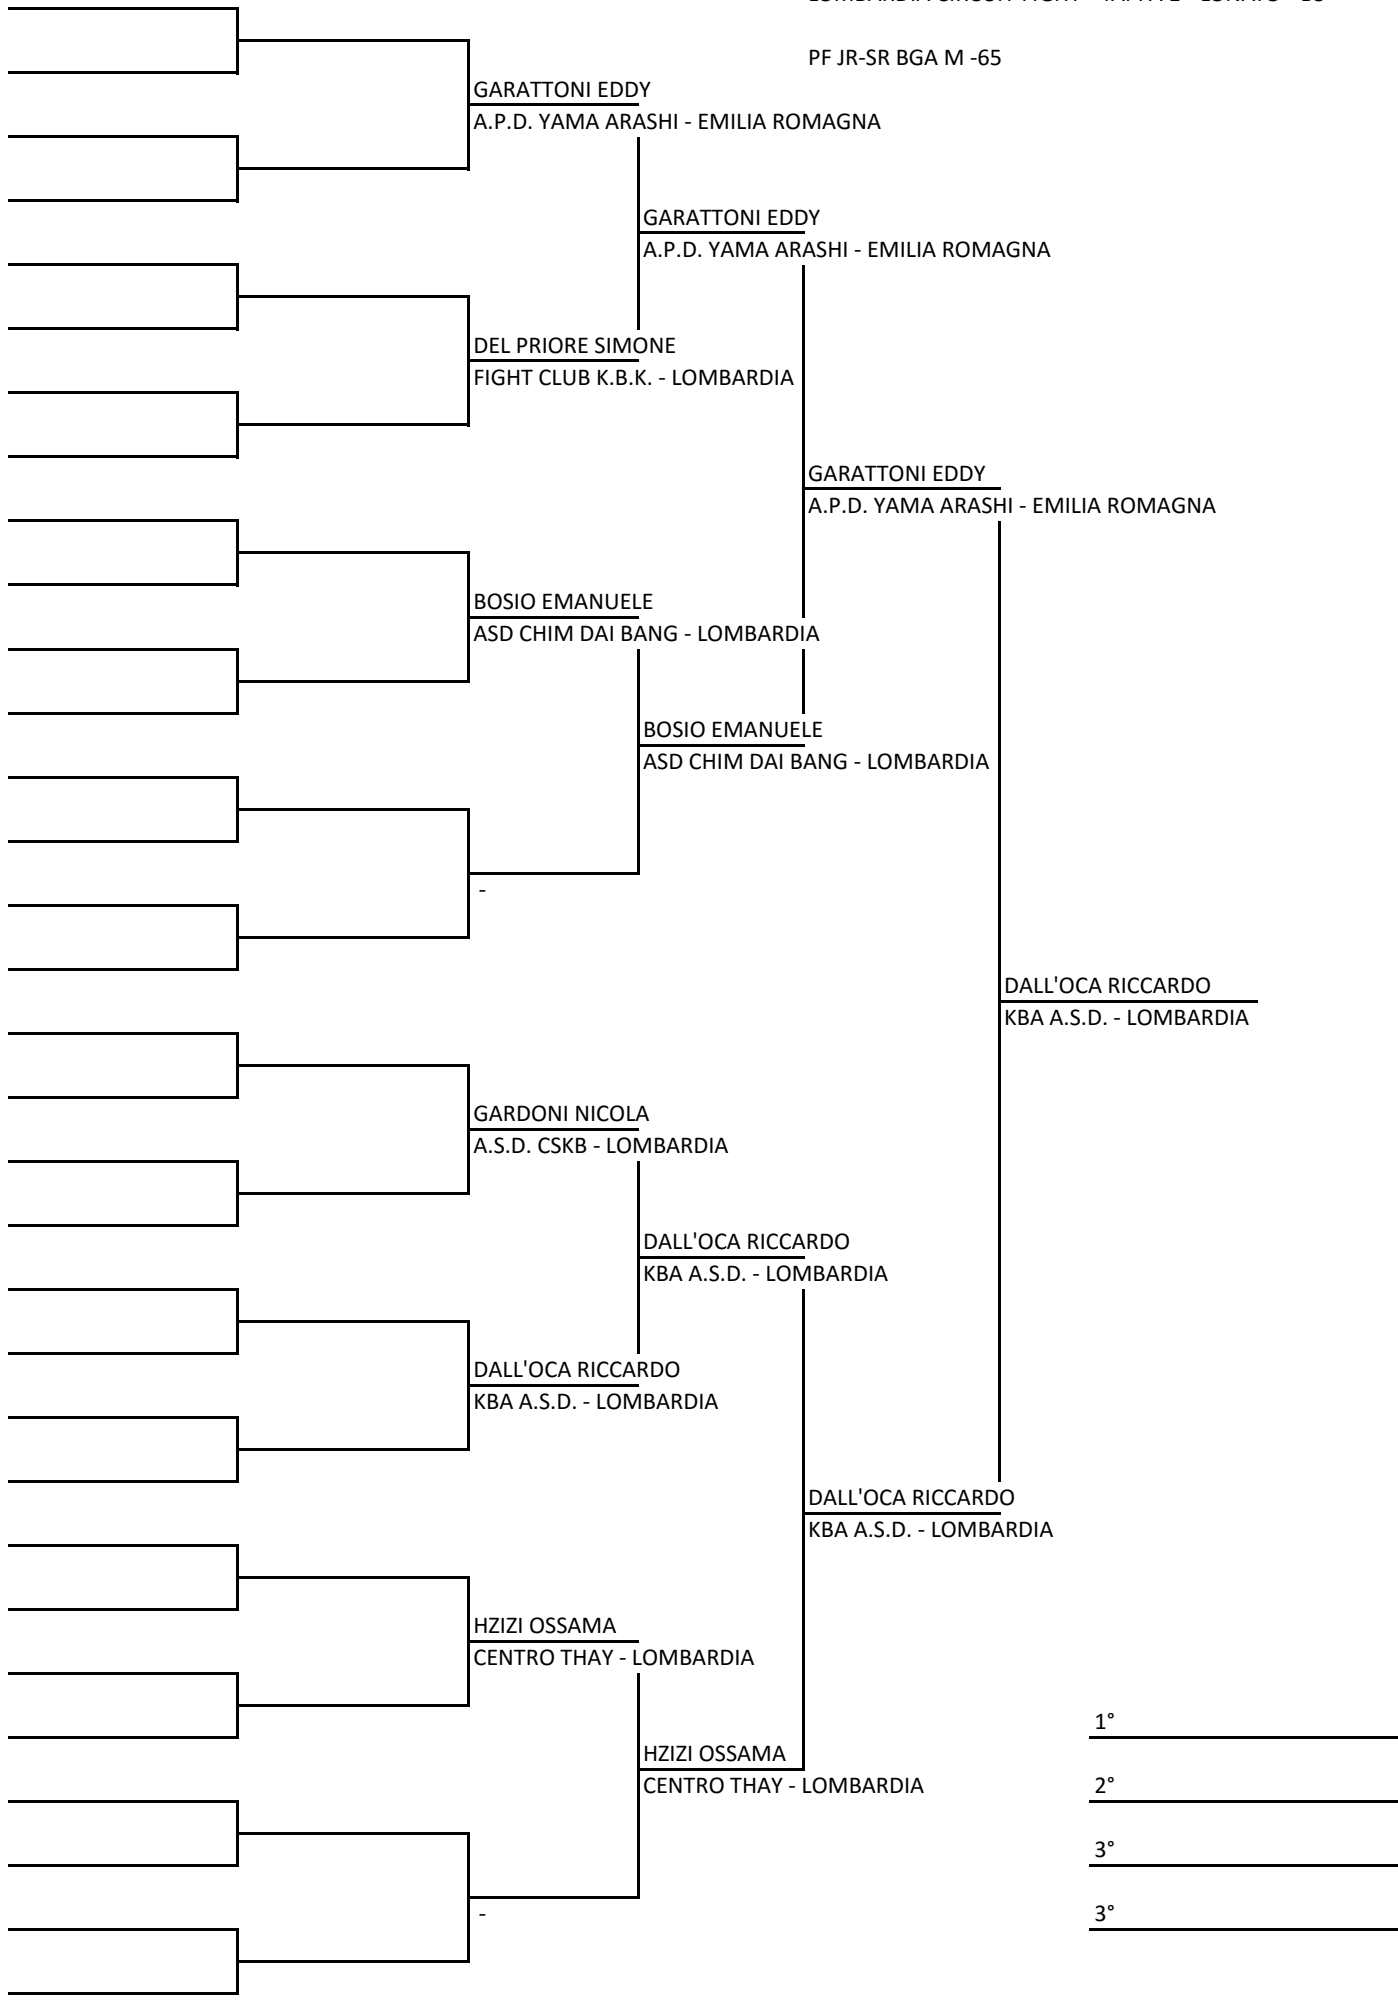 PF JR-SR BGA M -65
GARATTONI EDDY
A.P.D. YAMA ARASHI - EMILIA ROMAGNA
GARATTONI EDDY
A.P.D. YAMA ARASHI - EMILIA ROMAGNA
DEL PRIORE SIMONE
FIGHT CLUB K.B.K. - LOMBARDIA
GARATTONI EDDY
A.P.D. YAMA ARASHI - EMILIA ROMAGNA
BOSIO EMANUELE
ASD CHIM DAI BANG - LOMBARDIA
BOSIO EMANUELE
ASD CHIM DAI BANG - LOMBARDIA
-
DALL'OCA RICCARDO
KBA A.S.D. - LOMBARDIA
GARDONI NICOLA
A.S.D. CSKB - LOMBARDIA
DALL'OCA RICCARDO
KBA A.S.D. - LOMBARDIA
DALL'OCA RICCARDO
KBA A.S.D. - LOMBARDIA
DALL'OCA RICCARDO
KBA A.S.D. - LOMBARDIA
HZIZI OSSAMA
CENTRO THAY - LOMBARDIA
1°
HZIZI OSSAMA
CENTRO THAY - LOMBARDIA
2°
3°
-
3°